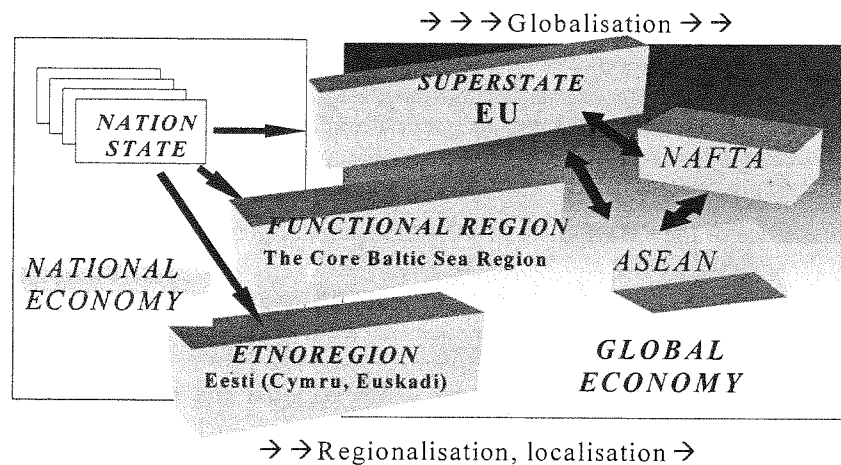 → → →Globalisation → →
SUPERSTATE
EU
NATION
STATE
NAFTA
FUNCTIONAL REGION
The Core Baltic Sea Region
ASEAN
NATIONAL
ECONOMY
ETNOREGION
Eesti (Cymru, Euskadi)
GLOBAL
ECONOMY
→ →Regionalisation, localisation →